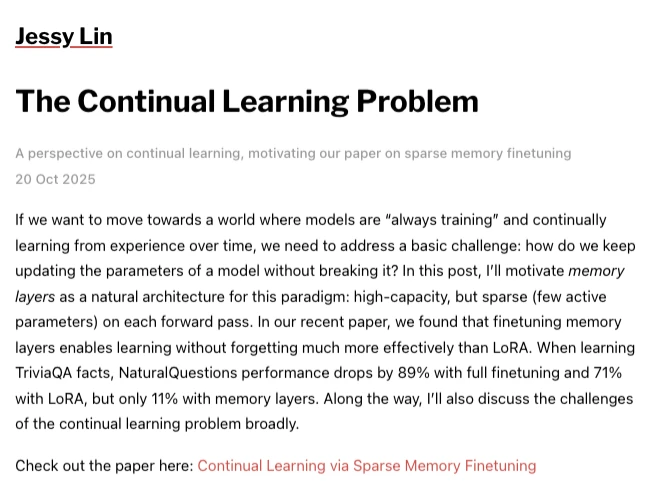 Jessy Lin
The Continual Learning Problem
A perspective on continual learning, motivating our paper on sparse memory finetuning
20 Oct 2025
If we want to move towards a world where models are “always training” and continually
learning from experience over time, we need to address a basic challenge: how do we keep
updating the parameters of a model without breaking it? In this post, I’ll motivate memory
layers as a natural architecture for this paradigm: high-capacity, but sparse (few active
parameters) on each forward pass. In our recent paper, we found that finetuning memory
layers enables learning without forgetting much more effectively than LoRA. When learning
TriviaQA facts, NaturalQuestions performance drops by 89% with full finetuning and 71%
with LoRA, but only 11% with memory layers. Along the way, I’ll also discuss the challenges
of the continual learning problem broadly.
Check out the paper here: Continual Learning via Sparse Memory Finetuning